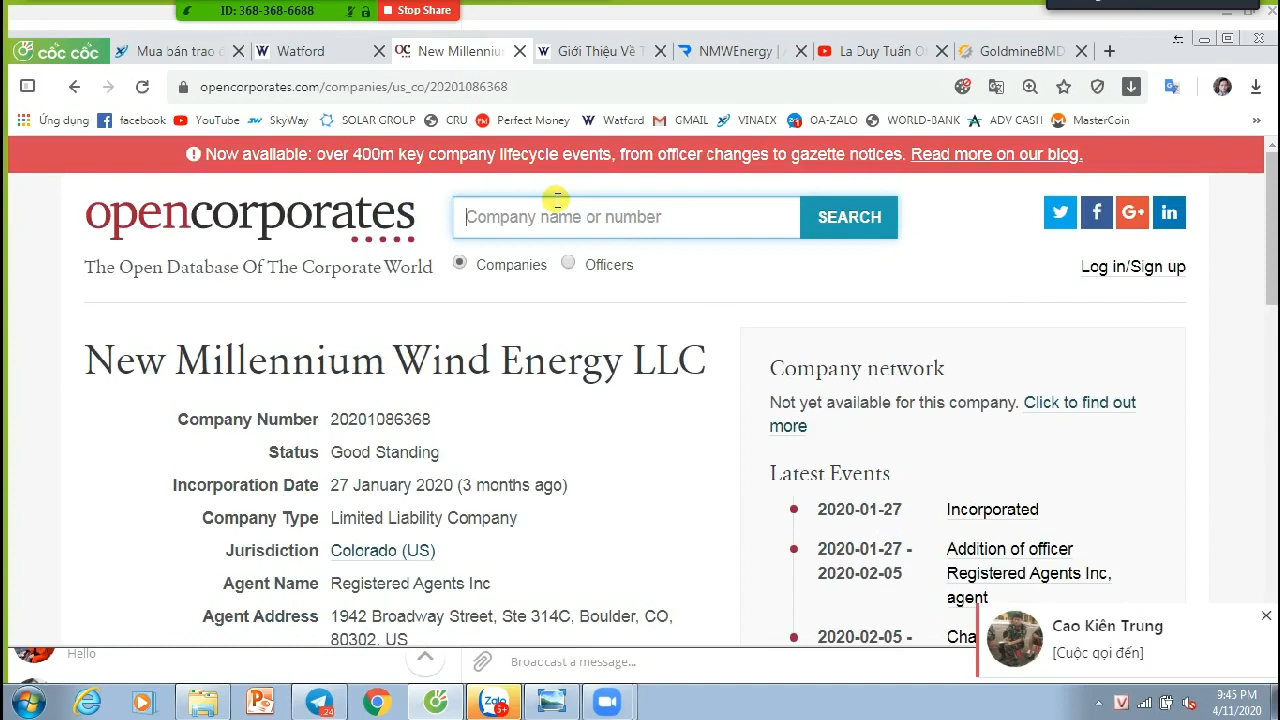 ID: 368-368-6688
Stop Share
cốc cốc
Mua bán trao đ
Watford
New Millenniu
Giới Thiệu Về T
NMW-Energy [
La Duy Tuấn Of
GoldmineBMD
opencorporates.com/companies/us_co/20201086368
Ứng dụng
facebook
YouTube
SkyWay
SOLAR GROUP
CRU
Perfect Money
Watford
GMAIL
VINAEX
OA-ZALO
WORLD-BANK
ADV CASH
MasterCoin
Now available: over 400m key company lifecycle events, from officer changes to gazette notices. Read more on our blog.
opencorporates
Company name or number
SEARCH
The Open Database Of The Corporate World
Companies
Officers
Log in/Sign up
New Millennium Wind Energy LLC
Company Number 20201086368
Status Good Standing
Incorporation Date 27 January 2020 (3 months ago)
Company Type Limited Liability Company
Jurisdiction Colorado (US)
Agent Name Registered Agents Inc
Agent Address 1942 Broadway Street, Ste 314C, Boulder, CO,
80302, US
Company network
Not yet available for this company. Click to find out
more
Latest Events
2020-01-27 Incorporated
2020-01-27 - Addition of officer
2020-02-05 Registered Agents Inc,
agent
2020-02-05 - Cha
Cao Kiên Trung
[Cuộc gọi đến]
Hello
Broadcast a message...
24
Zalo
5+
9:45 PM
4/11/2020